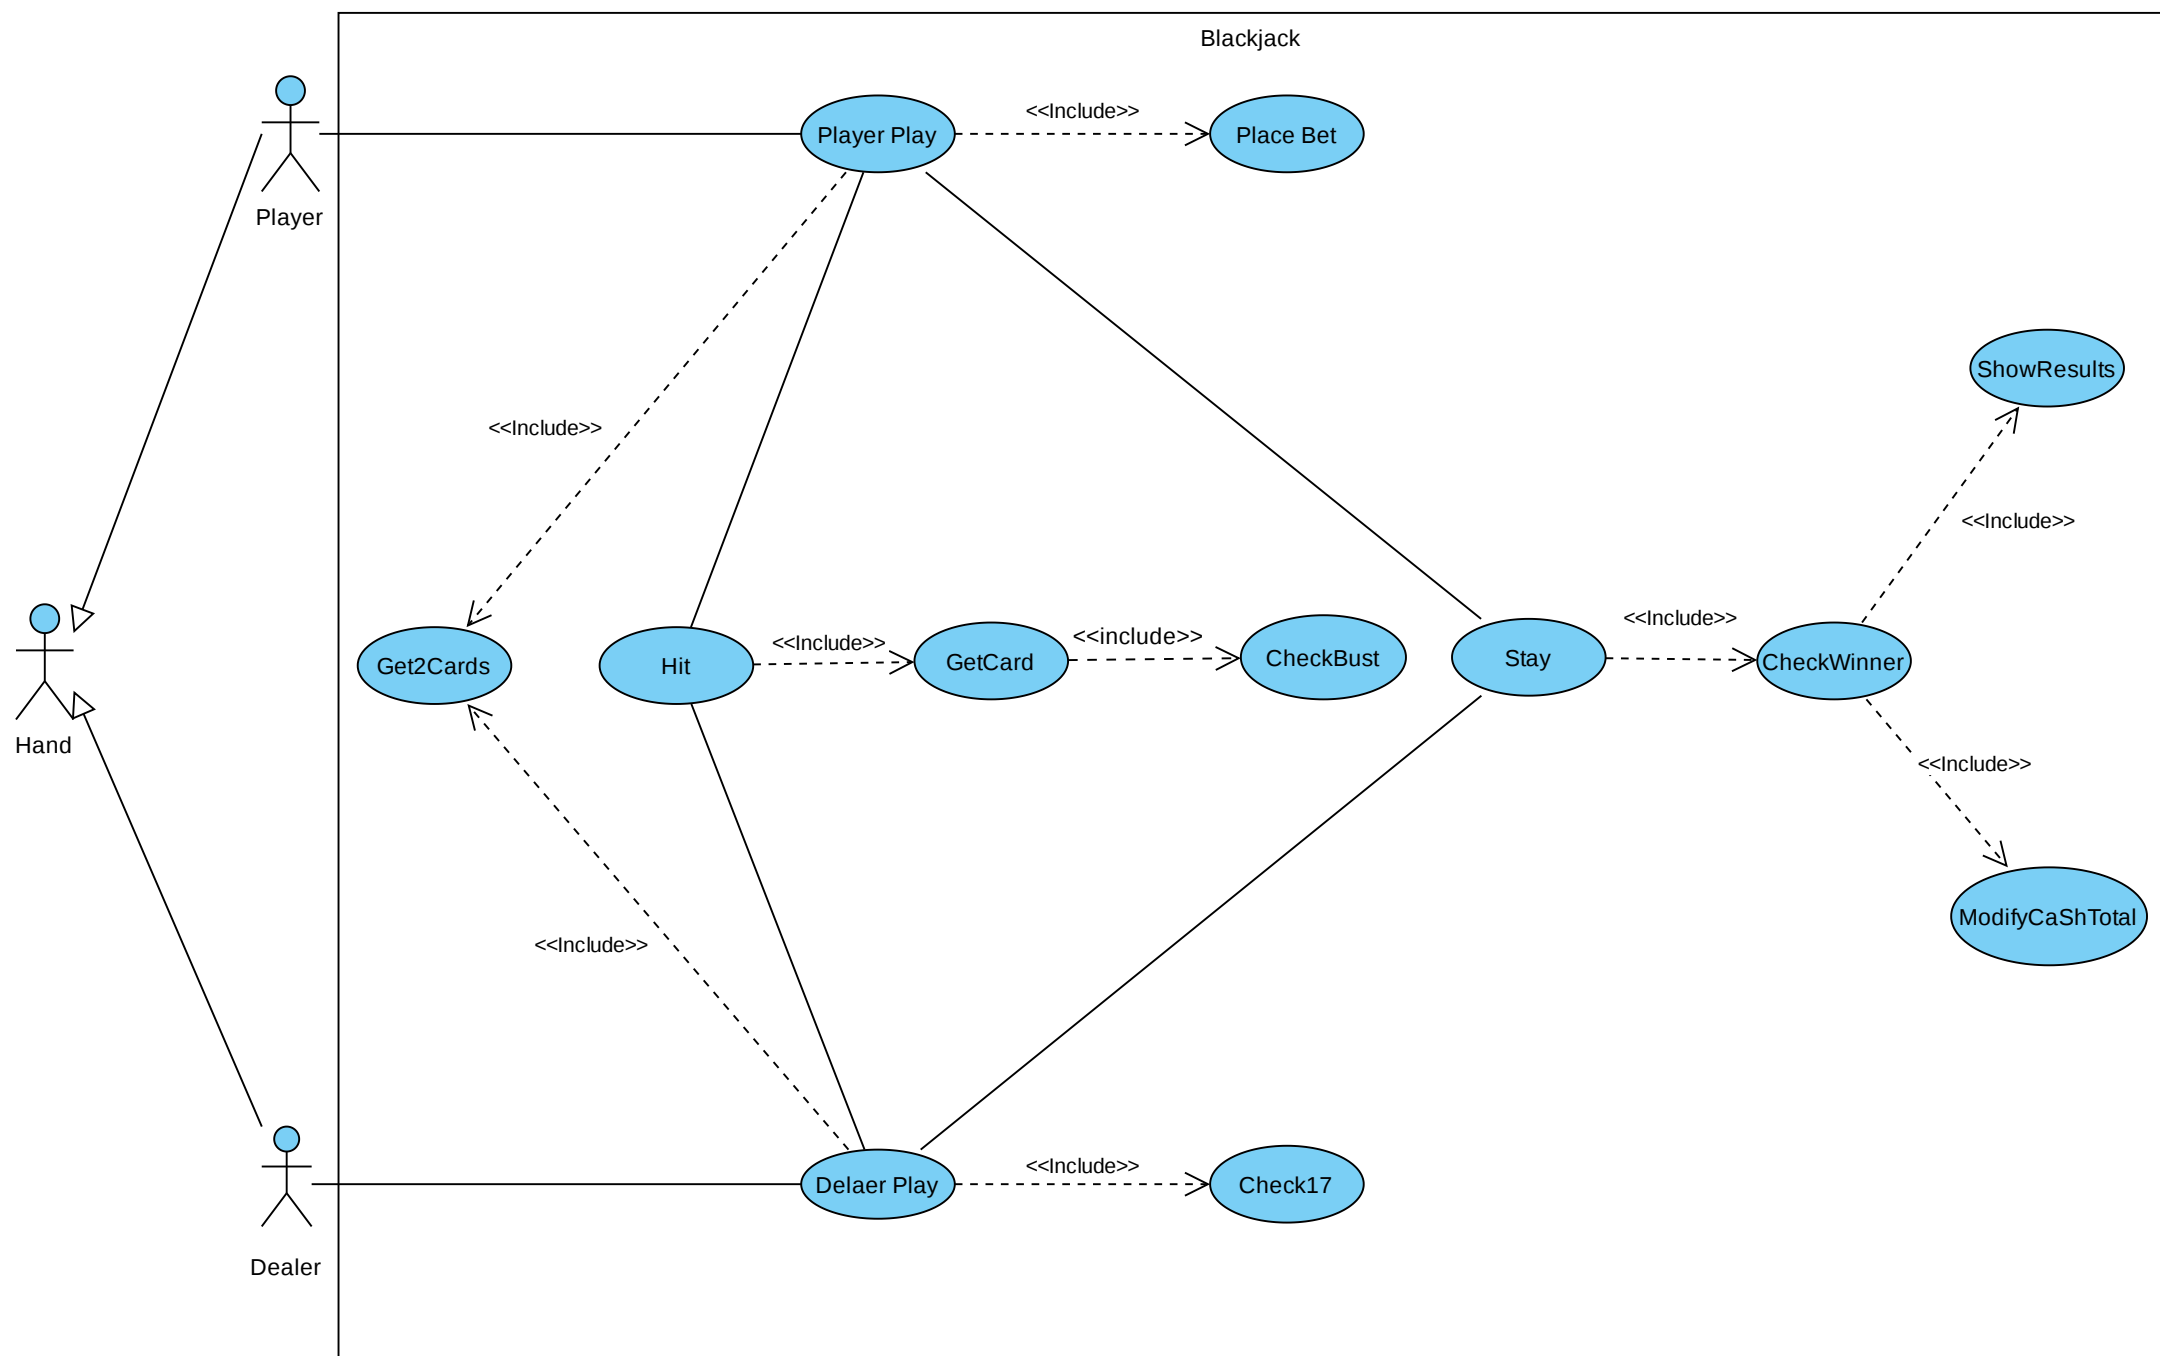 Blackjack
<<Include>>
Player Play
Place Bet
Player
ShowResults
<<Include>>
<<Include>>
<<Include>>
<<include>>
<<Include>>
Get2Cards
Hit
GetCard
CheckBust
Stay
CheckWinner
Hand
<<Include>>
ModifyCaShTotal
<<Include>>
<<Include>>
Delaer Play
Check17
Dealer